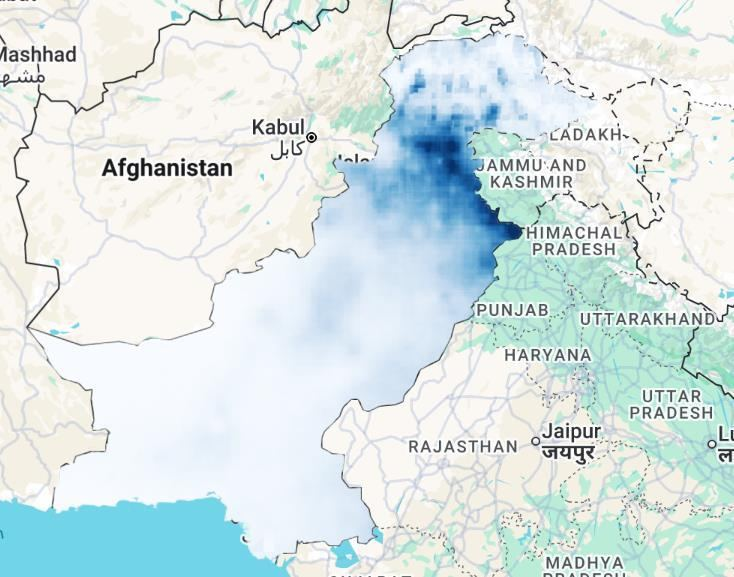 Mashhad
مشهد
Kabul
کابل
Afghanistan
LADAKH
JAMMU AND
KASHMIR
HIMACHAL
PRADESH
PUNJAB
UTTARAKHAND
HARYANA
UTTAR
PRADESH
RAJASTHAN
Jaipur
जयपुर
MADHYA